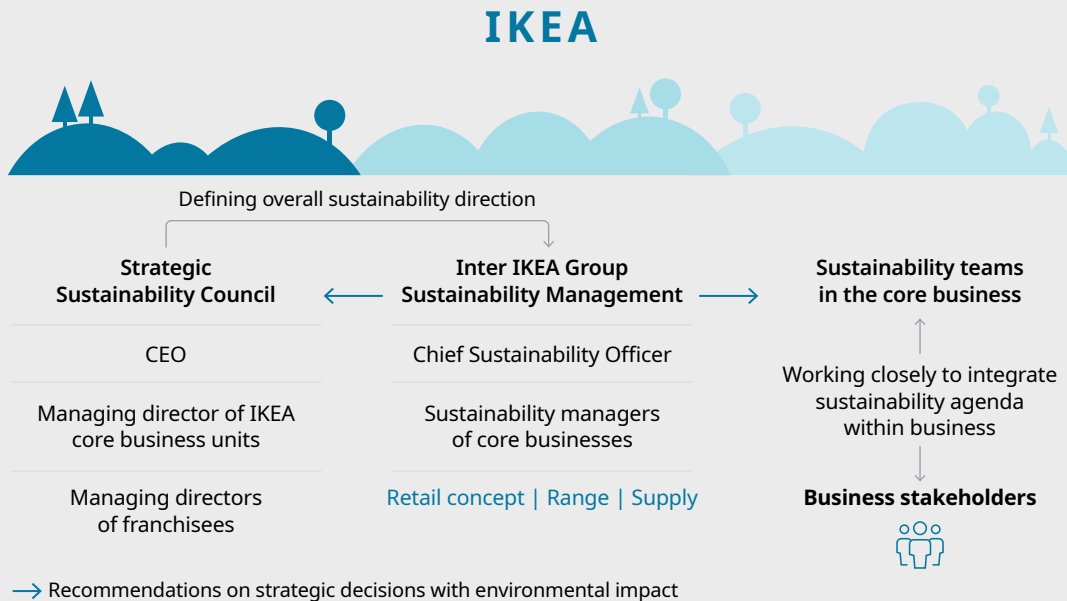 IKEA
Defining overall sustainability direction
Strategic
Sustainability Council
CEO
Managing director of IKEA
core business units
Managing directors
of franchisees
Inter IKEA Group
Sustainability Management
Chief Sustainability Officer
Sustainability managers
of core businesses
Retail concept | Range | Supply
Sustainability teams
in the core business
Working closely to integrate
sustainability agenda
within business
Business stakeholders
Recommendations on strategic decisions with environmental impact